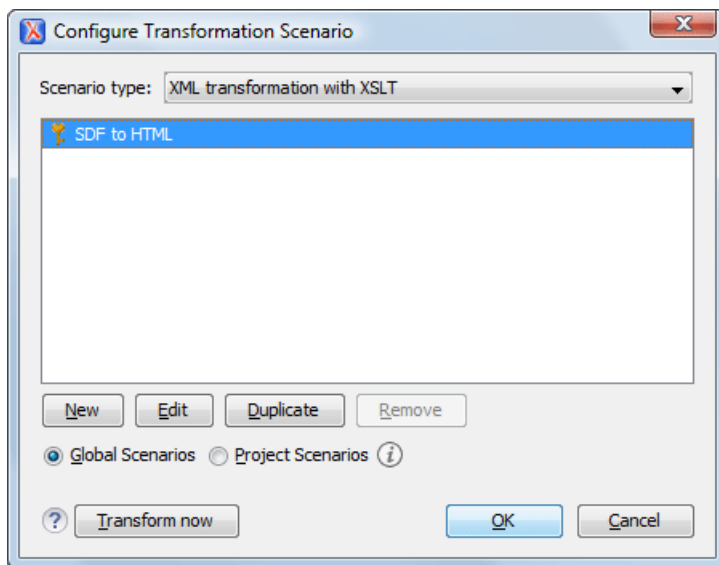 Configure Transformation Scenario
Scenario type: XML transformation with XSLT
SDF to HTML
New Edit Duplicate Remove
Global Scenarios Project Scenarios i
? Transform now OK Cancel